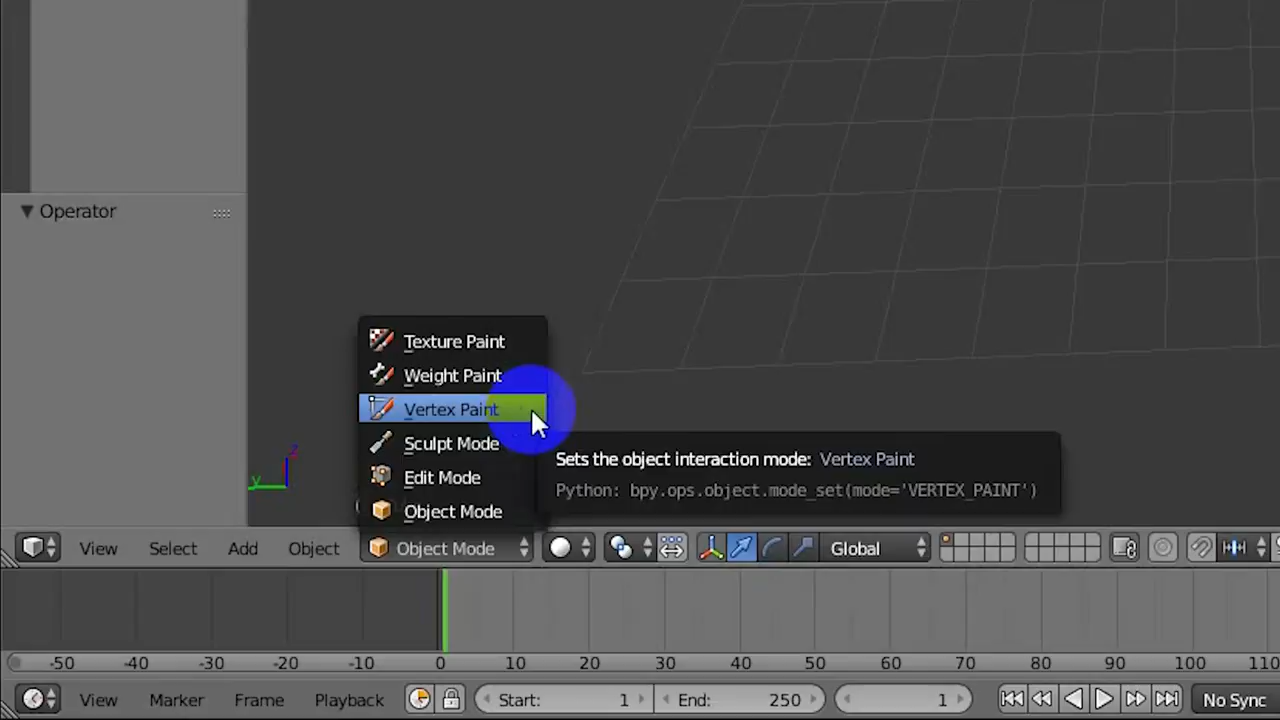 Operator
Texture Paint
Weight Paint
Vertex Paint
Sculpt Mode
Edit Mode
Object Mode
Sets the object interaction mode: Vertex Paint
Python: bpy.ops.object.mode_set(mode='VERTEX_PAINT')
z
y
View Select Add Object Object Mode Global
-50 -40 -30 -20 -10 0 10 20 30 40 50 60 70 80 90 100 110
View Marker Frame Playback Start: 1 End: 250 1 No Sync